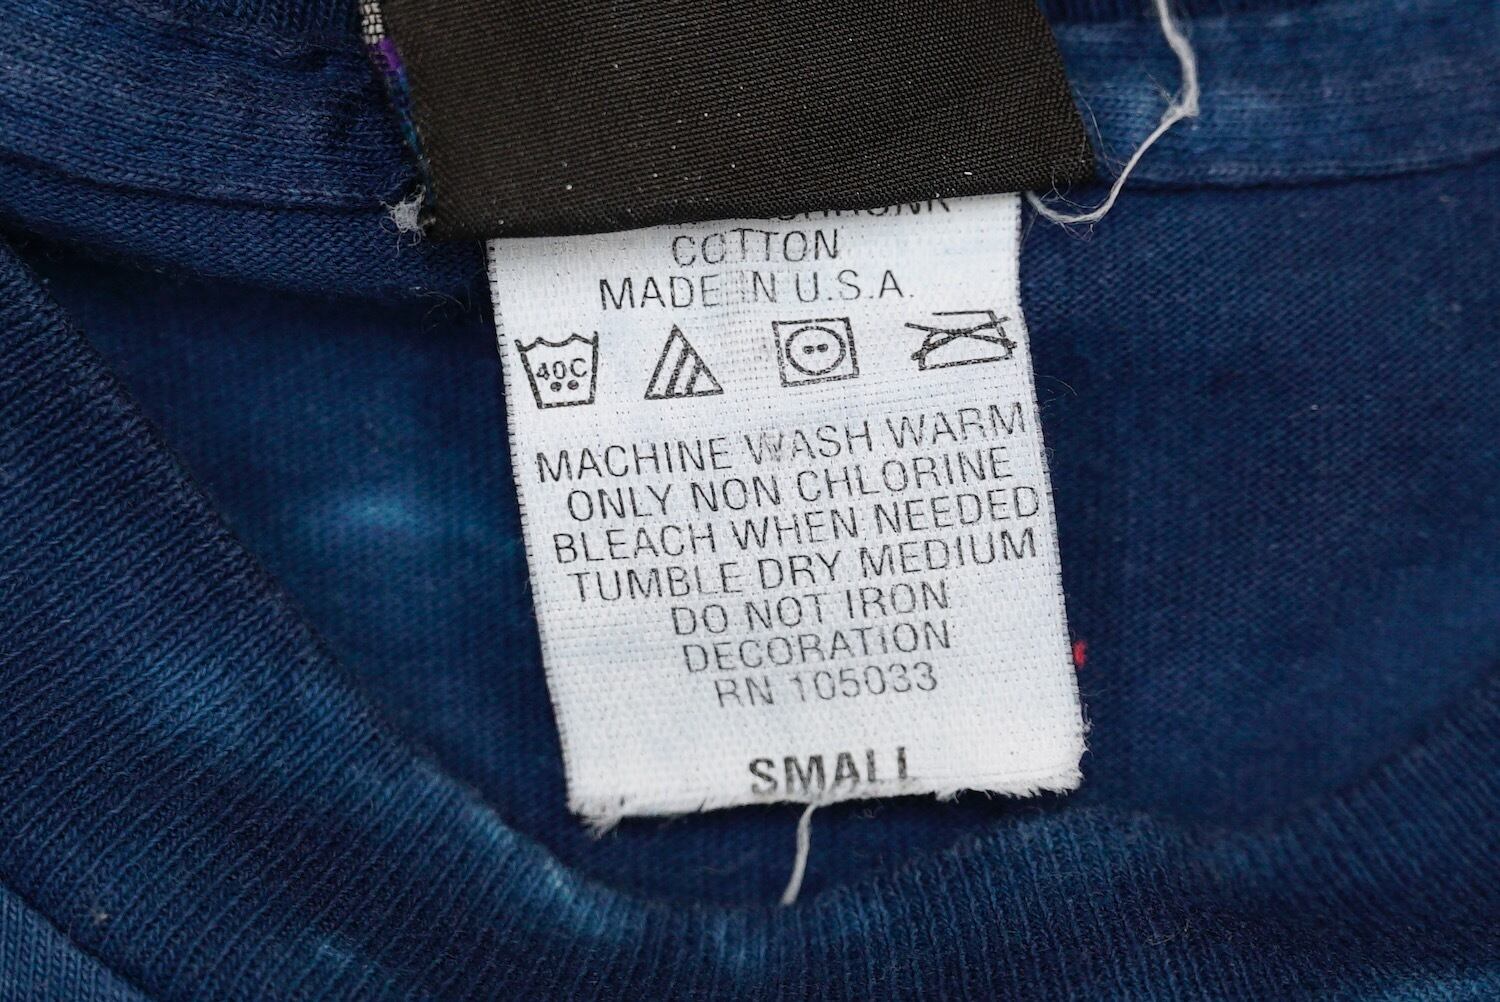 COTTON
MADE IN U.S.A.
40C
MACHINE WASH WARM
ONLY NON CHLORINE
BLEACH WHEN NEEDED
TUMBLE DRY MEDIUM
DO NOT IRON
DECORATION
RN 105033
SMALL